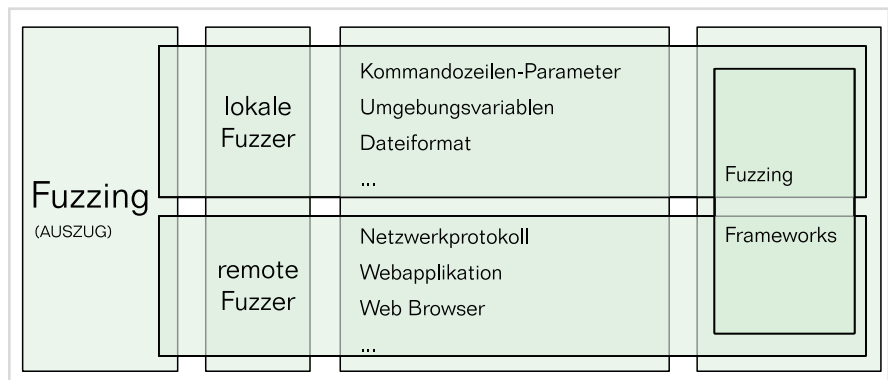 Fuzzing
(AUSZUG)
lokale
Fuzzer
Kommandozeilen-Parameter
Umgebungsvariablen
Dateiformat
...
remote
Fuzzer
Netzwerkprotokoll
Webapplikation
Web Browser
...
Fuzzing
Frameworks